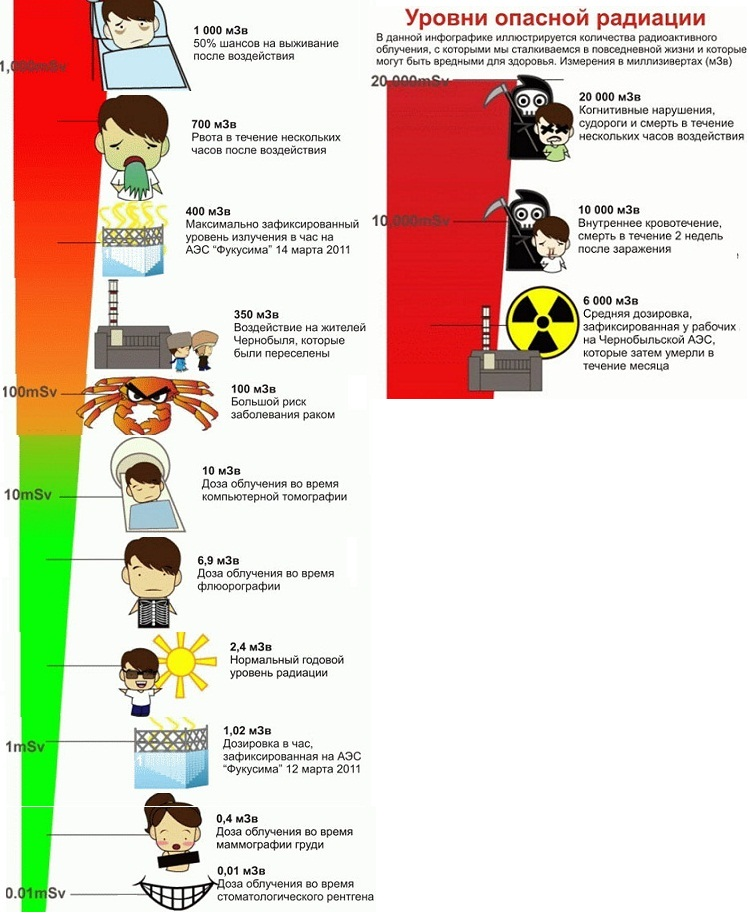 Уровни опасной радиации
В данной инфографике иллюстрируется количества радиоактивного
облучения, с которыми мы сталкиваемся в повседневной жизни и которые
могут быть вредными для здоровья. Измерения в миллизивертах (мЗв)
20,000mSv
20 000 мЗв
Когнитивные нарушения,
судороги и смерть в течение
нескольких часов воздействия
10,000mSv
10 000 мЗв
Внутреннее кровотечение,
смерть в течение 2 недель
после заражения
6 000 мЗв
Средняя дозировка,
зафиксированная у рабочих
на Чернобыльской АЭС,
которые затем умерли в
течение месяца
1 000 мЗв
50% шансов на выживание
после воздействия
1,000mSv
700 мЗв
Рвота в течение нескольких
часов после воздействия
400 мЗв
Максимально зафиксированный
уровень излучения в час на
АЭС “Фукусима” 14 марта 2011
350 мЗв
Воздействие на жителей
Чернобыля, которые
были переселены
100mSv
100 мЗв
Большой риск
заболевания раком
10mSv
10 мЗв
Доза облучения во время
компьютерной томографии
6,9 мЗв
Доза облучения во время
флюорографии
2,4 мЗв
Нормальный годовой
уровень радиации
1mSv
1,02 мЗв
Дозировка в час,
зафиксированная на АЭС
“Фукусима” 12 марта 2011
0,4 мЗв
Доза облучения во время
маммографии груди
0.01mSv
0,01 мЗв
Доза облучения во время
стоматологического рентгена